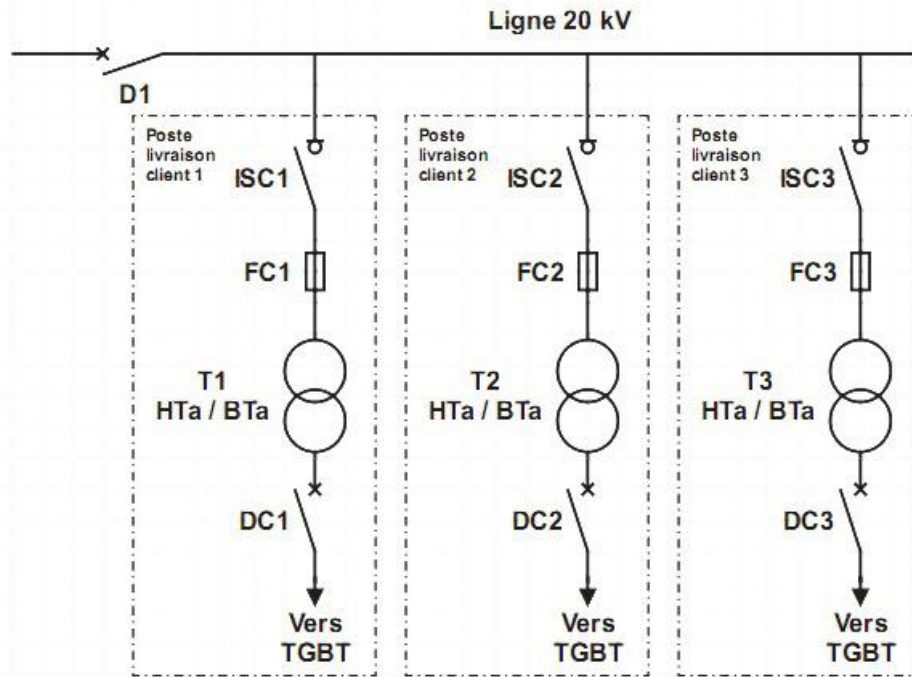 Ligne 20 kV
D1
Poste
livraison
client 1
ISC1
FC1
T1
HTa / BTa
DC1
Vers
TGBT
Poste
livraison
client 2
ISC2
FC2
T2
HTa / BTa
DC2
Vers
TGBT
Poste
livraison
client 3
ISC3
FC3
T3
HTa / BTa
DC3
Vers
TGBT